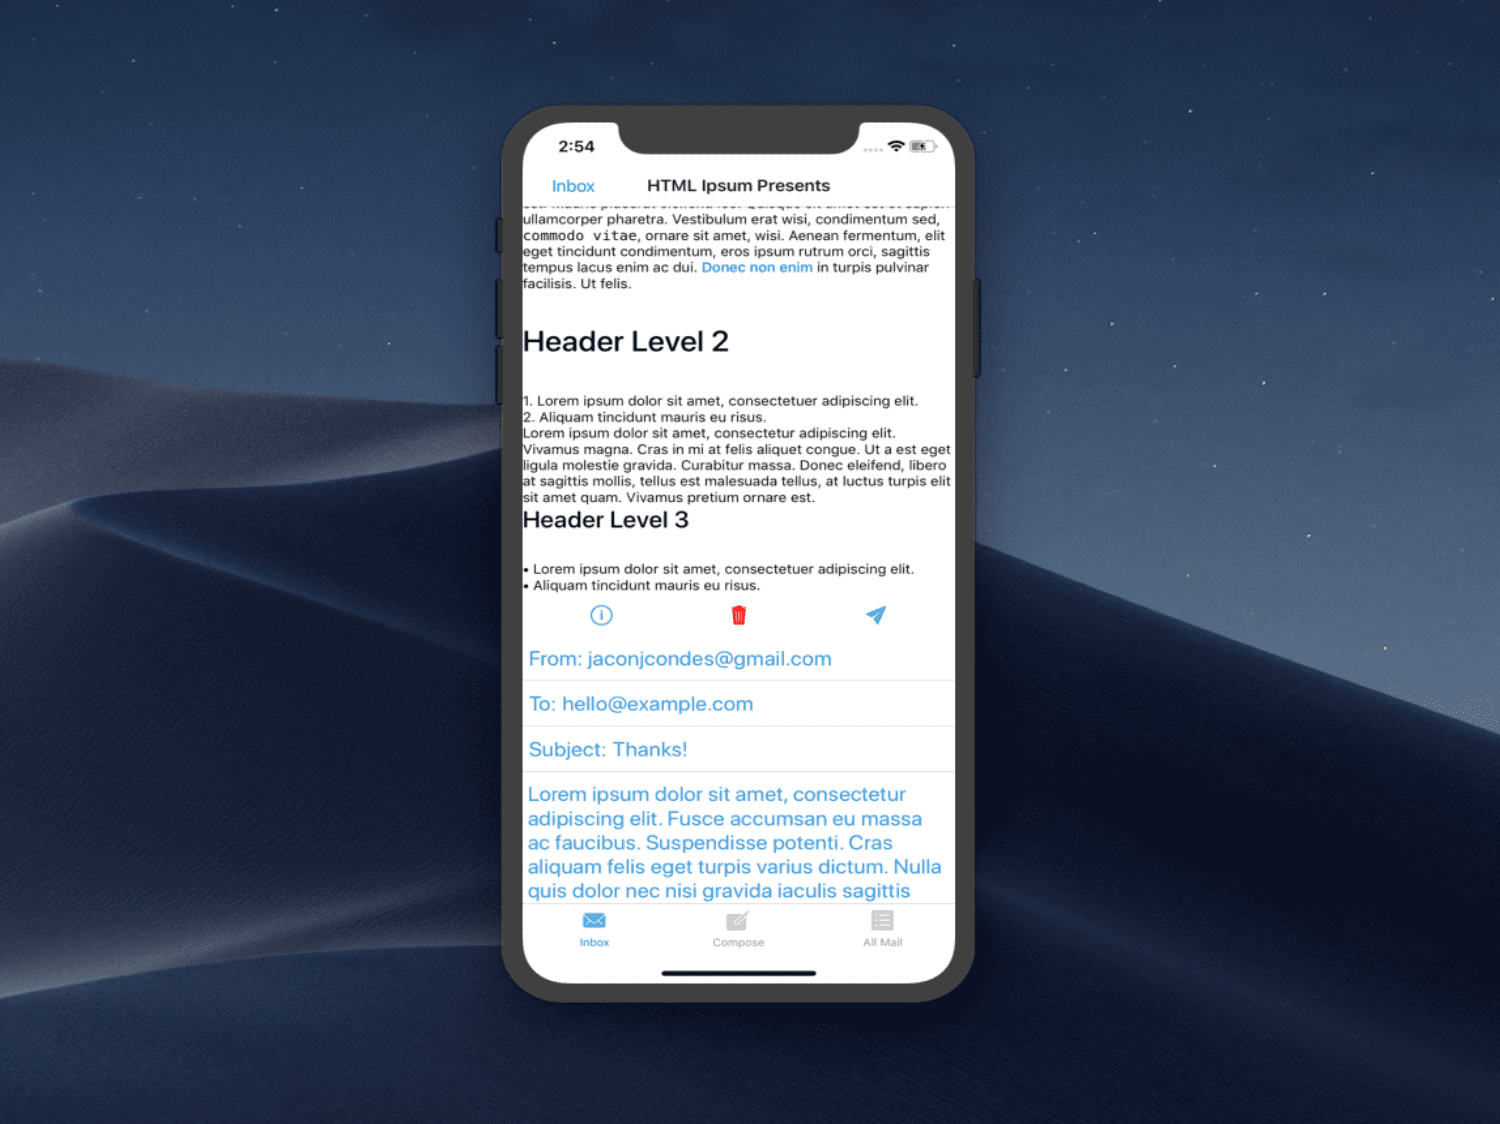 2:54
Inbox
HTML Ipsum Presents
ullamcorper pharetra. Vestibulum erat wisi, condimentum sed,
commodo vitae, ornare sit amet, wisi. Aenean fermentum, elit
eget tincidunt condimentum, eros ipsum rutrum orci, sagittis
tempus lacus enim ac dui. Donec non enim in turpis pulvinar
facilisis. Ut felis.
Header Level 2
1. Lorem ipsum dolor sit amet, consectetuer adipiscing elit.
2. Aliquam tincidunt mauris eu risus.
Lorem ipsum dolor sit amet, consectetur adipiscing elit.
Vivamus magna. Cras in mi at felis aliquet congue. Ut a est eget
ligula molestie gravida. Curabitur massa. Donec eleifend, libero
at sagittis mollis, tellus est malesuada tellus, at luctus turpis elit
sit amet quam. Vivamus pretium ornare est.
Header Level 3
• Lorem ipsum dolor sit amet, consectetuer adipiscing elit.
• Aliquam tincidunt mauris eu risus.
From: jaconjcondes@gmail.com
To: hello@example.com
Subject: Thanks!
Lorem ipsum dolor sit amet, consectetur
adipiscing elit. Fusce accumsan eu massa
ac faucibus. Suspendisse potenti. Cras
aliquam felis eget turpis varius dictum. Nulla
quis dolor nec nisi gravida iaculis sagittis
Inbox
Compose
All Mail